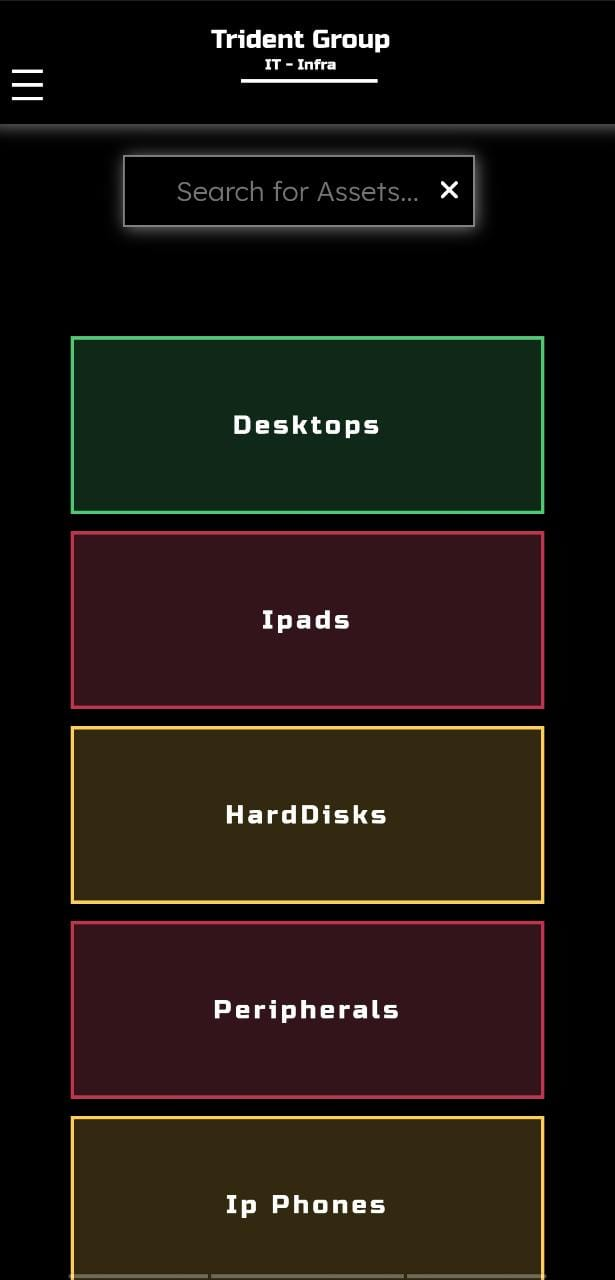 Trident Group
IT - Infra
Search for Assets...
Desktops
Ipads
HardDisks
Peripherals
Ip Phones